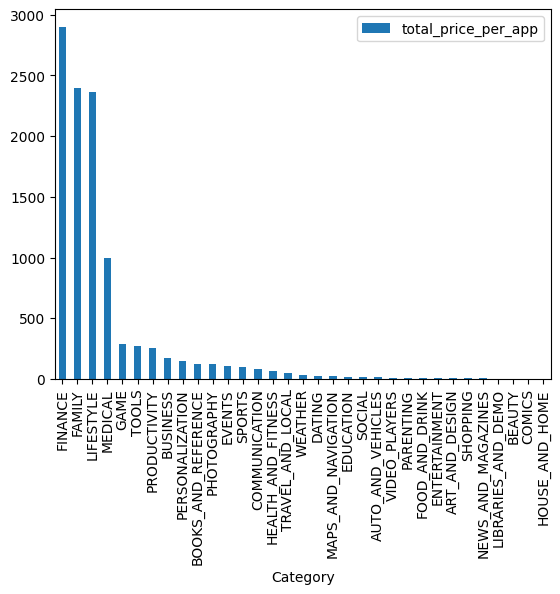 total_price_per_app
3000
2500
2000
1500
1000
500
0
FINANCE
FAMILY
LIFESTYLE
MEDICAL
GAME
TOOLS
PRODUCTIVITY
BUSINESS
PERSONALIZATION
BOOKS_AND_REFERENCE
PHOTOGRAPHY
EVENTS
SPORTS
COMMUNICATION
HEALTH_AND_FITNESS
TRAVEL_AND_LOCAL
WEATHER
DATING
MAPS_AND_NAVIGATION
EDUCATION
SOCIAL
AUTO_AND_VEHICLES
VIDEO_PLAYERS
PARENTING
FOOD_AND_DRINK
ENTERTAINMENT
ART_AND_DESIGN
SHOPPING
NEWS_AND_MAGAZINES
LIBRARIES_AND_DEMO
BEAUTY
COMICS
HOUSE_AND_HOME
Category